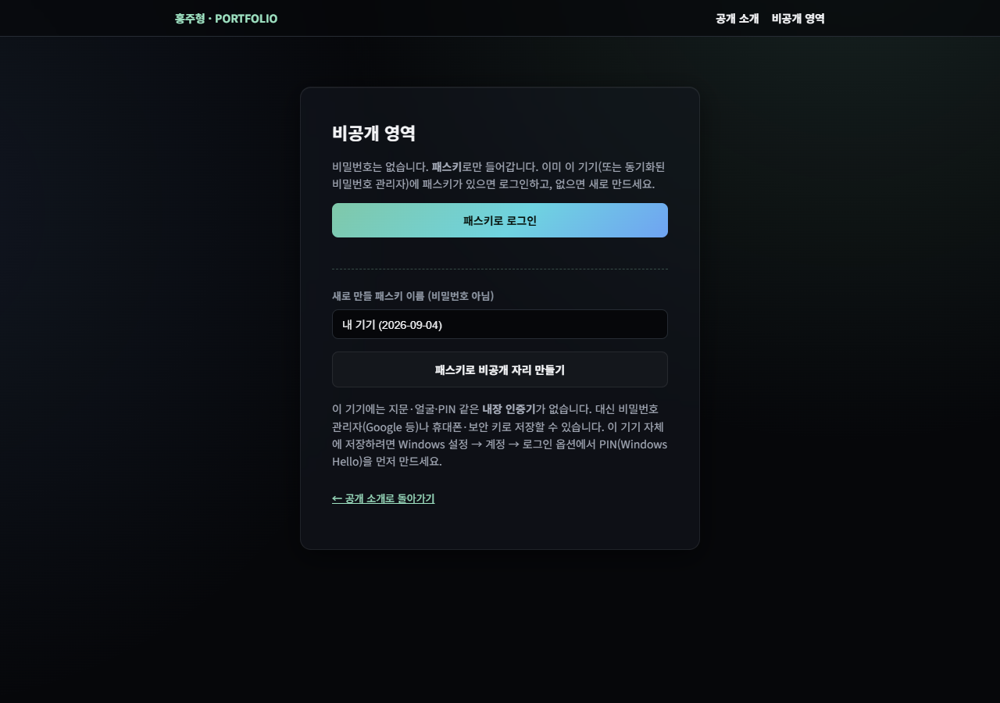 홍주형 · PORTFOLIO
공개 소개 비공개 영역
비공개 영역
비밀번호는 없습니다. 패스키로만 들어갑니다. 이미 이 기기(또는 동기화된
비밀번호 관리자)에 패스키가 있으면 로그인하고, 없으면 새로 만드세요.
패스키로 로그인
새로 만들 패스키 이름 (비밀번호 아님)
내 기기 (2026-09-04)
패스키로 비공개 자리 만들기
이 기기에는 지문·얼굴·PIN 같은 내장 인증기가 없습니다. 대신 비밀번호
관리자(Google 등)나 휴대폰·보안 키로 저장할 수 있습니다. 이 기기 자체
에 저장하려면 Windows 설정 → 계정 → 로그인 옵션에서 PIN(Windows
Hello)을 먼저 만드세요.
← 공개 소개로 돌아가기